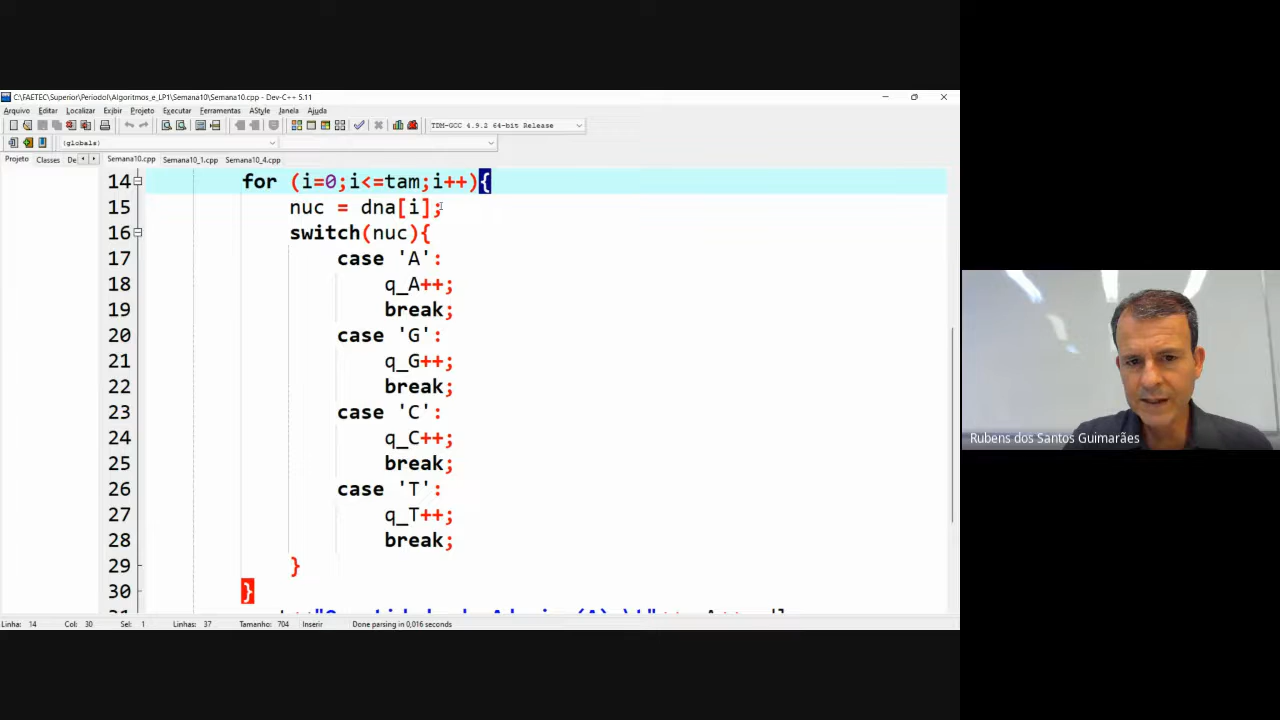 C:\FAETEC\Superior\PeriodoI\Algoritmos_e_LP1\Semana10\Semana10.cpp - Dev-C++ 5.11
Arquivo Editar Localizar Exibir Projeto Executar Ferramentas AStyle Janela Ajuda
TDM-GCC 4.9.2 64-bit Release
(globals)
Projeto Classes De Semana10.cpp Semana10_1.cpp Semana10_4.cpp
14 for (i=0;i<=tam;i++){
15 nuc = dna[i];
16 switch(nuc){
17 case 'A':
18 q_A++;
19 break;
20 case 'G':
21 q_G++;
22 break;
23 case 'C':
24 q_C++;
25 break;
26 case 'T':
27 q_T++;
28 break;
29 }
30 }
Linha: 14 Col: 30 Sel: 1 Linhas: 37 Tamanho: 704 Inserir Done parsing in 0,016 seconds
Rubens dos Santos Guimarães